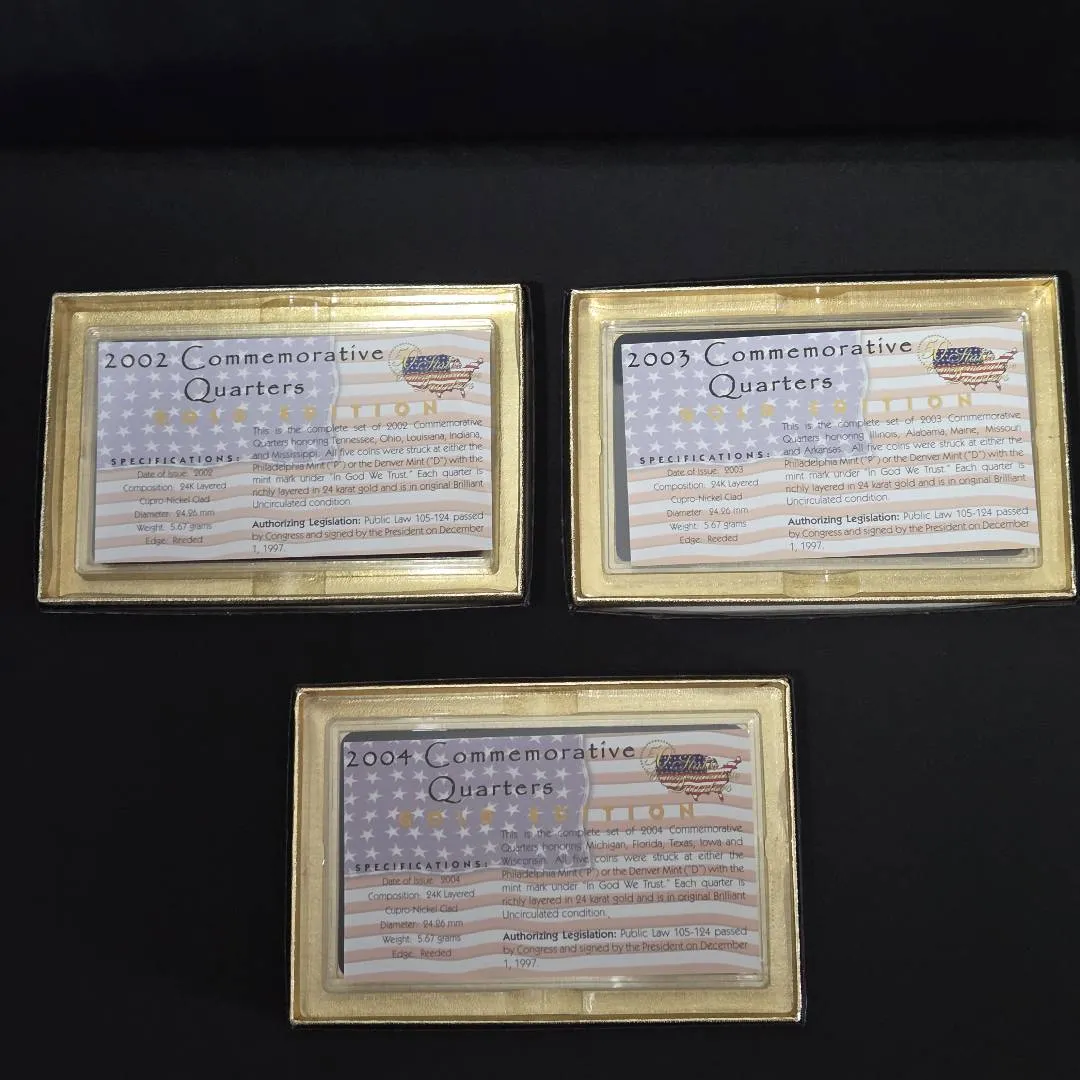 2002 Commemorative
Quarters
GOLD EDITION
This is the complete set of 2002 Commemorative
Quarters honoring Tennessee, Ohio, Louisiana, Indiana,
and Mississippi. All five coins were struck at either the
Philadelphia Mint ("P") or the Denver Mint ("D") with the
mint mark under "In God We Trust." Each quarter is
richly layered in 24 karat gold and is in original Brilliant
Uncirculated condition.
Authorizing Legislation: Public Law 105-124 passed
by Congress and signed by the President on December
1, 1997.
SPECIFICATIONS:
Date of Issue: 2002
Composition: 24K Layered
Cupro-Nickel Clad
Diameter: 24.26 mm
Weight: 5.67 grams
Edge: Reeded
2003 Commemorative
Quarters
GOLD EDITION
This is the complete set of 2003 Commemorative
Quarters honoring Illinois, Alabama, Maine, Missouri
and Arkansas. All five coins were struck at either the
Philadelphia Mint ("P") or the Denver Mint ("D") with the
mint mark under "In God We Trust." Each quarter is
richly layered in 24 karat gold and is in original Brilliant
Uncirculated condition.
Authorizing Legislation: Public Law 105-124 passed
by Congress and signed by the President on December
1, 1997.
SPECIFICATIONS:
Date of Issue: 2003
Composition: 24K Layered
Cupro-Nickel Clad
Diameter: 24.26 mm
Weight: 5.67 grams
Edge: Reeded
2004 Commemorative
Quarters
GOLD EDITION
This is the complete set of 2004 Commemorative
Quarters honoring Michigan, Florida, Texas, Iowa and
Wisconsin. All five coins were struck at either the
Philadelphia Mint ("P") or the Denver Mint ("D") with the
mint mark under "In God We Trust." Each quarter is
richly layered in 24 karat gold and is in original Brilliant
Uncirculated condition.
Authorizing Legislation: Public Law 105-124 passed
by Congress and signed by the President on December
1, 1997.
SPECIFICATIONS:
Date of Issue: 2004
Composition: 24K Layered
Cupro-Nickel Clad
Diameter: 24.26 mm
Weight: 5.67 grams
Edge: Reeded